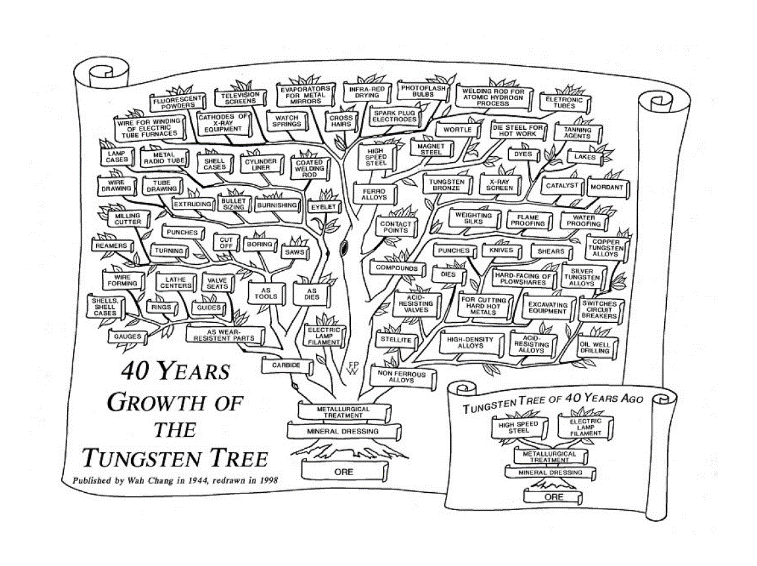 FLUORESCENT
POWDERS
TELEVISION
SCREENS
EVAPORATORS
FOR METAL
MIRRORS
INFRA-RED
DRYING
PHOTOFLASH
BULBS
WELDING ROD FOR
ATOMIC HYDROGN
PROCESS
ELETRONIC
TUBES
WIRE FOR WINDING
OF ELECTRIC
TUBE FURNACES
CATHODES OF
X-RAY
EQUIPMENT
WATCH
SPRINGS
CROSS
HAIRS
SPARK PLUG
ELECTRODES
WORTLE
DIE STEEL FOR
HOT WORK
TANNING
AGENTS
LAMP
CASES
METAL
RADIO TUBE
SHELL
CASES
CYLINDER
LINER
COATED
WELDING
ROD
HIGH
SPEED
STEEL
MAGNET
STEEL
DYES
LAKES
WIRE
DRAWING
TUBE
DRAWING
EXTRUDING
BULLET
SIZING
BURNISHING
EYELET
FERRO
ALLOYS
TUNGSTEN
BRONZE
X-RAY
SCREEN
CATALYST
MORDANT
MILLING
CUTTER
PUNCHES
CUT
OFF
BORING
SAWS
CONTACT
POINTS
WEIGHTING
SILKS
FLAME
PROOFING
WATER
PROOFING
REAMERS
TURNING
PUNCHES
KNIVES
SHEARS
COPPER
TUNGSTEN
ALLOYS
WIRE
FORMING
LATHE
CENTERS
VALVE
SEATS
AS
TOOLS
AS
DIES
COMPOUNDS
DIES
HARD-FACING OF
PLOWSHARES
SILVER
TUNGSTEN
ALLOYS
SHELLS,
SHELL
CASES
RINGS
GUIDES
ACID-
RESISTING
VALVES
FOR CUTTING
HARD HOT
METALS
EXCAVATING
EQUIPMENT
SWITCHES
CIRCUIT
BREAKERS
GAUGES
AS WEAR-
RESISTENT PARTS
ELECTRIC
LAMP
FILAMENT
STELLITE
HIGH-DENSITY
ALLOYS
ACID-
RESISTING
ALLOYS
OIL WELL
DRILLING
CARBIDE
NON FERROUS
ALLOYS
METALLURGICAL
TREATMENT
MINERAL DRESSING
ORE
40 YEARS
GROWTH OF
THE
TUNGSTEN TREE
Published by Wah Chang in 1944, redrawn in 1998
TUNGSTEN TREE OF 40 YEARS AGO
HIGH SPEED
STEEL
ELECTRIC
LAMP
FILAMENT
METALLURGICAL
TREATMENT
MINERAL DRESSING
ORE